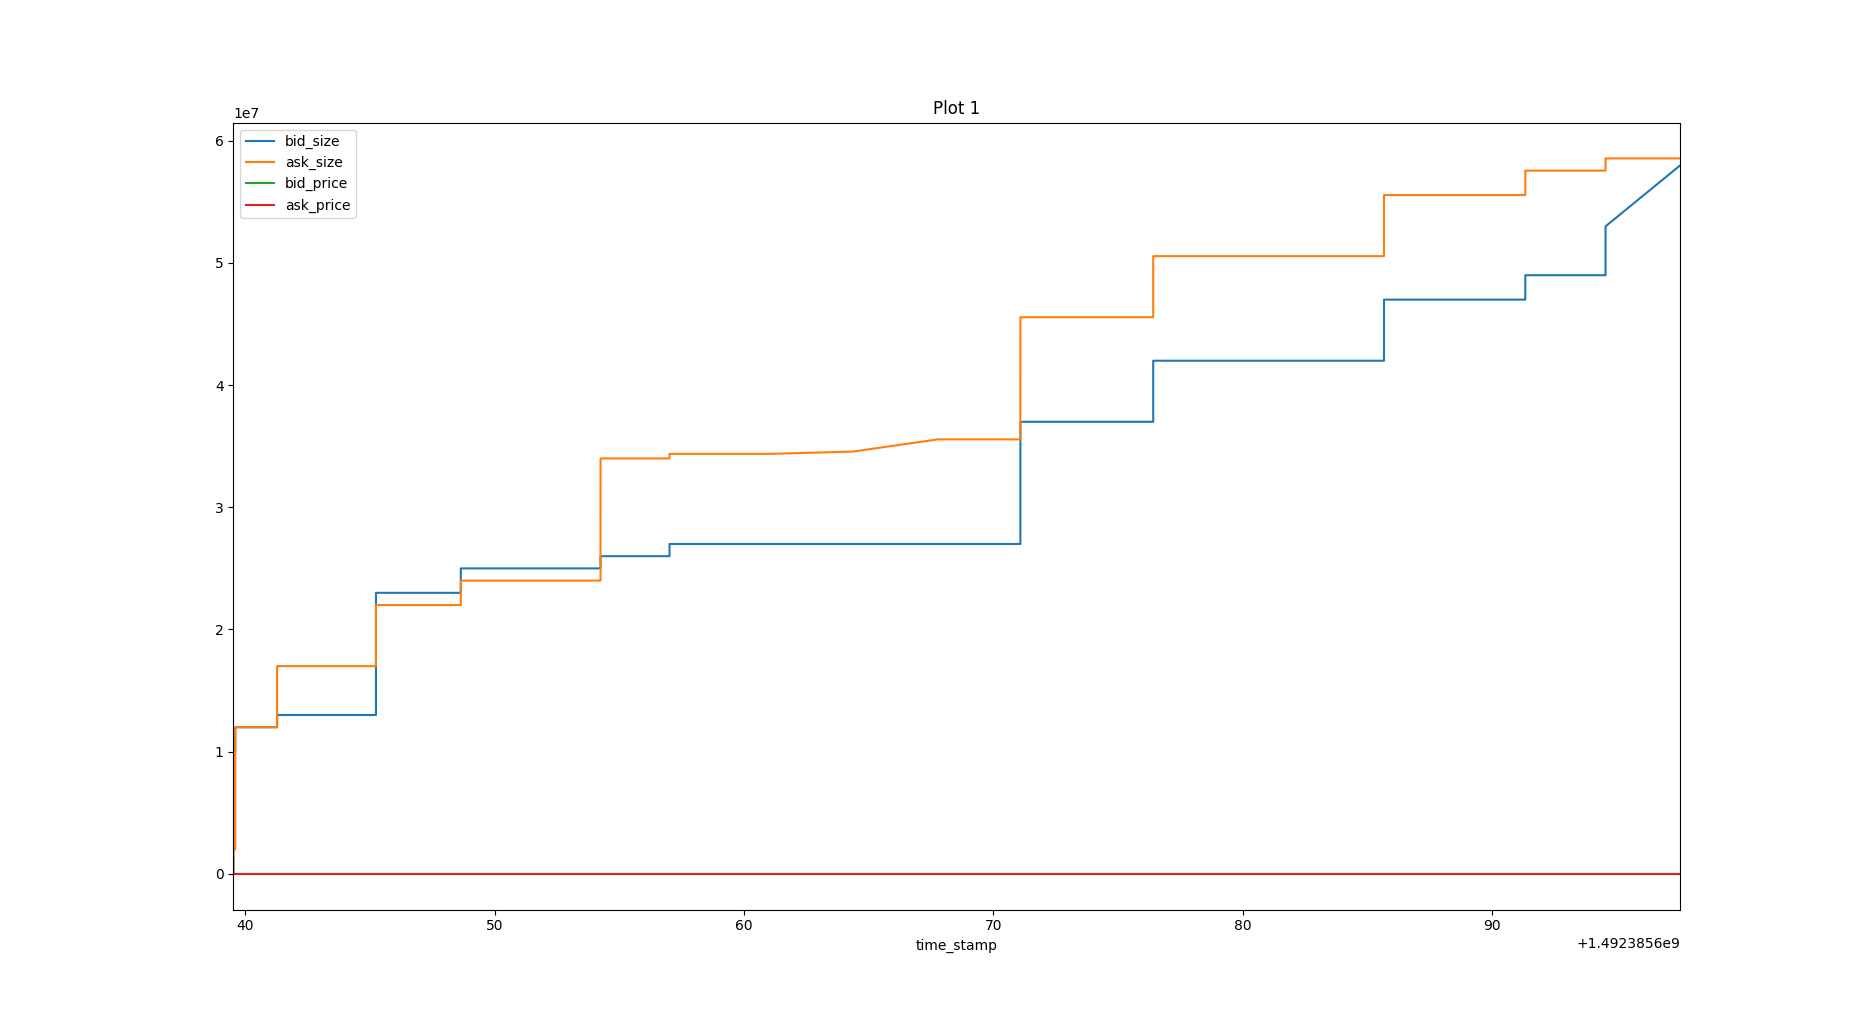 Plot 1
1e7
bid_size
ask_size
bid_price
ask_price
6
5
4
3
2
1
0
40 50 60 70 80 90
time_stamp
+1.4923856e9